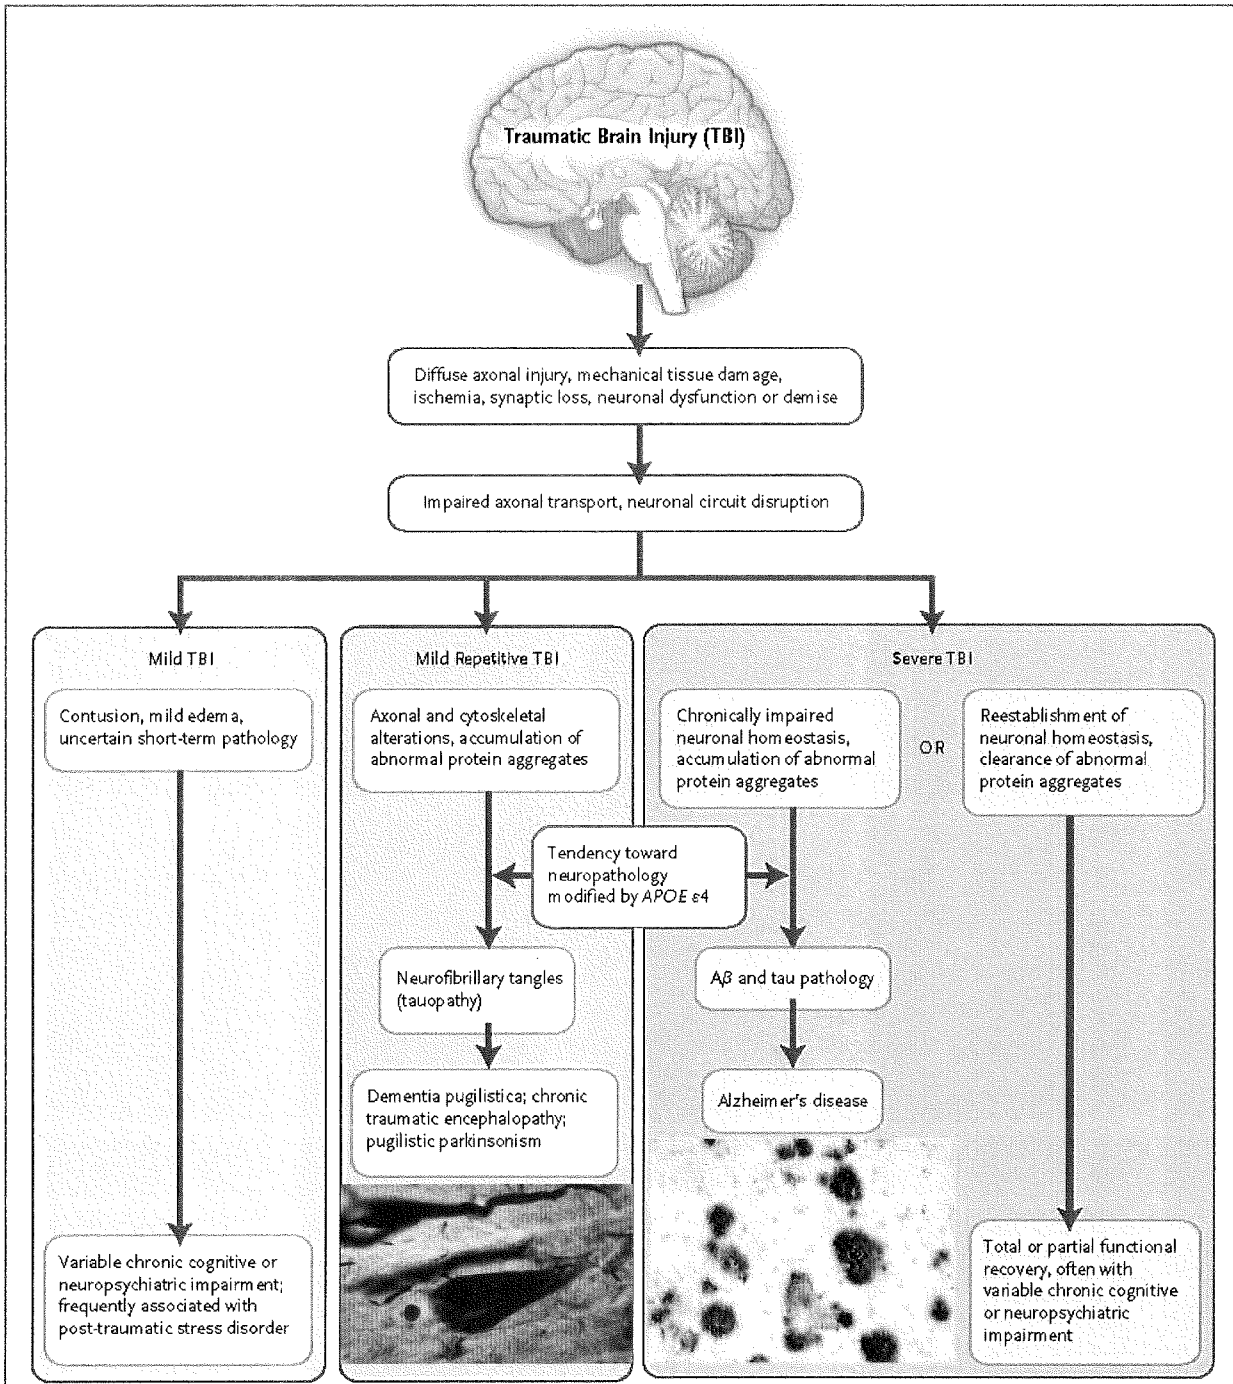 Traumatic Brain Injury (TBI)
Diffuse axonal injury, mechanical tissue damage,
ischemia, synaptic loss, neuronal dysfunction or demise
Impaired axonal transport, neuronal circuit disruption
Mild TBI
Contusion, mild edema,
uncertain short-term pathology
Variable chronic cognitive or
neuropsychiatric impairment;
frequently associated with
post-traumatic stress disorder
Mild Repetitive TBI
Axonal and cytoskeletal
alterations, accumulation of
abnormal protein aggregates
Tendency toward
neuropathology
modified by APOE ε4
Neurofibrillary tangles
(tauopathy)
Dementia pugilistica; chronic
traumatic encephalopathy;
pugilistic parkinsonism
Severe TBI
Chronically impaired
neuronal homeostasis,
accumulation of abnormal
protein aggregates
OR
Reestablishment of
neuronal homeostasis,
clearance of abnormal
protein aggregates
Aβ and tau pathology
Alzheimer's disease
Total or partial functional
recovery, often with
variable chronic cognitive
or neuropsychiatric
impairment